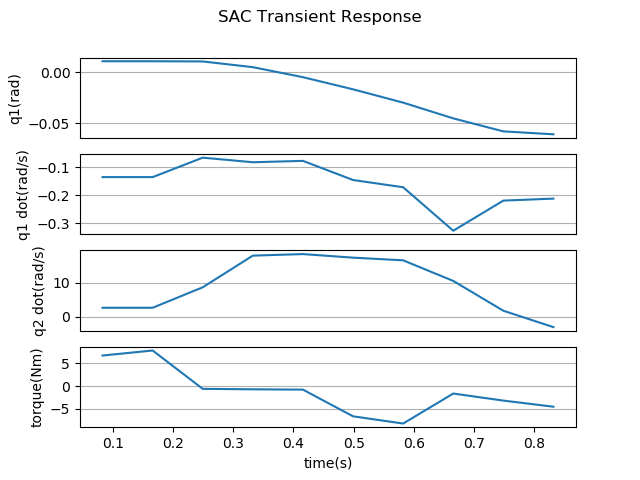 SAC Transient Response
q1(rad)
0.00
−0.05
q1 dot(rad/s)
−0.1
−0.2
−0.3
q2 dot(rad/s)
10
0
torque(Nm)
5
0
−5
0.1 0.2 0.3 0.4 0.5 0.6 0.7 0.8
time(s)